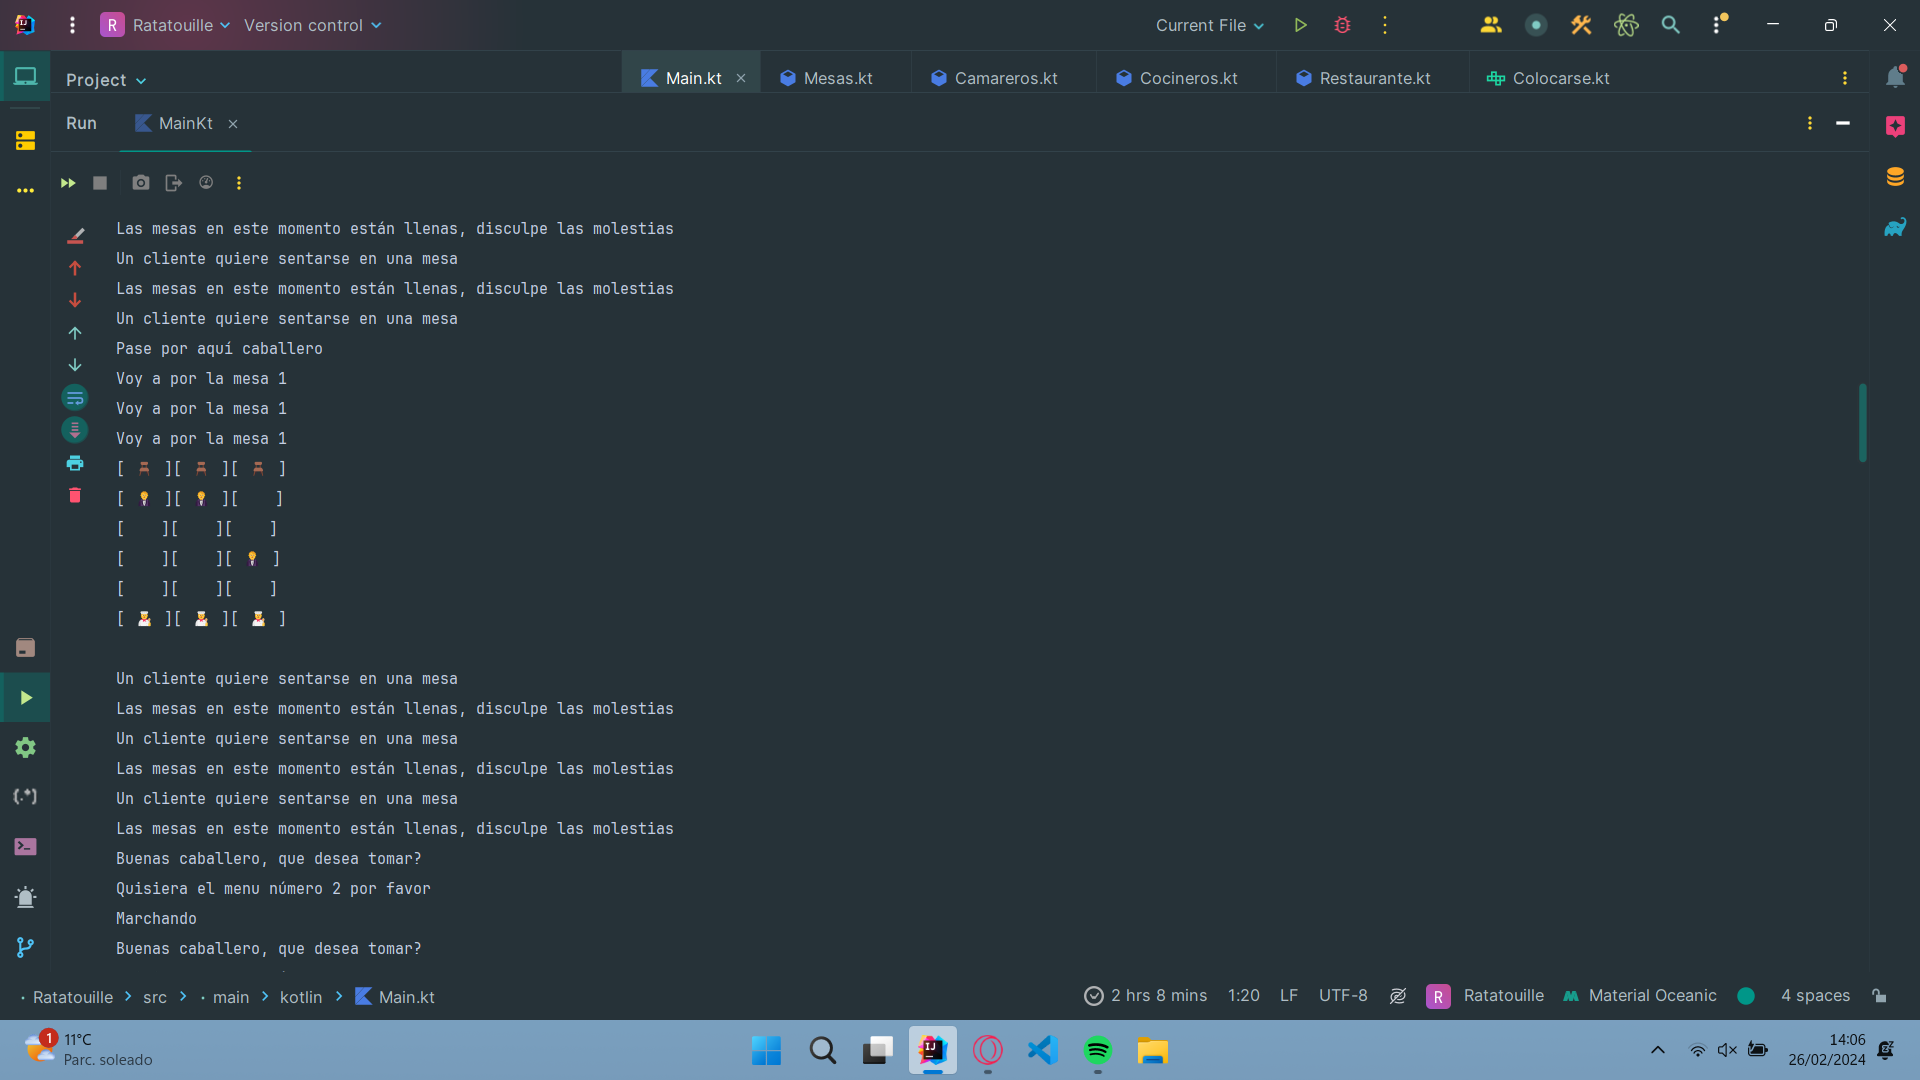 R Ratatouille Version control Current File
Project Main.kt Mesas.kt Camareros.kt Cocineros.kt Restaurante.kt Colocarse.kt
Run MainKt
Las mesas en este momento están llenas, disculpe las molestias
Un cliente quiere sentarse en una mesa
Las mesas en este momento están llenas, disculpe las molestias
Un cliente quiere sentarse en una mesa
Pase por aquí caballero
Voy a por la mesa 1
Voy a por la mesa 1
Voy a por la mesa 1
[ 🪑 ][ 🪑 ][ 🪑 ]
[ 🤵 ][ 🤵 ][    ]
[    ][    ][    ]
[    ][    ][ 🤵 ]
[    ][    ][    ]
[ 👨‍🍳 ][ 👨‍🍳 ][ 👨‍🍳 ]
Un cliente quiere sentarse en una mesa
Las mesas en este momento están llenas, disculpe las molestias
Un cliente quiere sentarse en una mesa
Las mesas en este momento están llenas, disculpe las molestias
Un cliente quiere sentarse en una mesa
Las mesas en este momento están llenas, disculpe las molestias
Buenas caballero, que desea tomar?
Quisiera el menu número 2 por favor
Marchando
Buenas caballero, que desea tomar?
Ratatouille > src > main > kotlin > Main.kt 2 hrs 8 mins 1:20 LF UTF-8 R Ratatouille Material Oceanic 4 spaces
1 11°C
Parc. soleado
14:06
26/02/2024